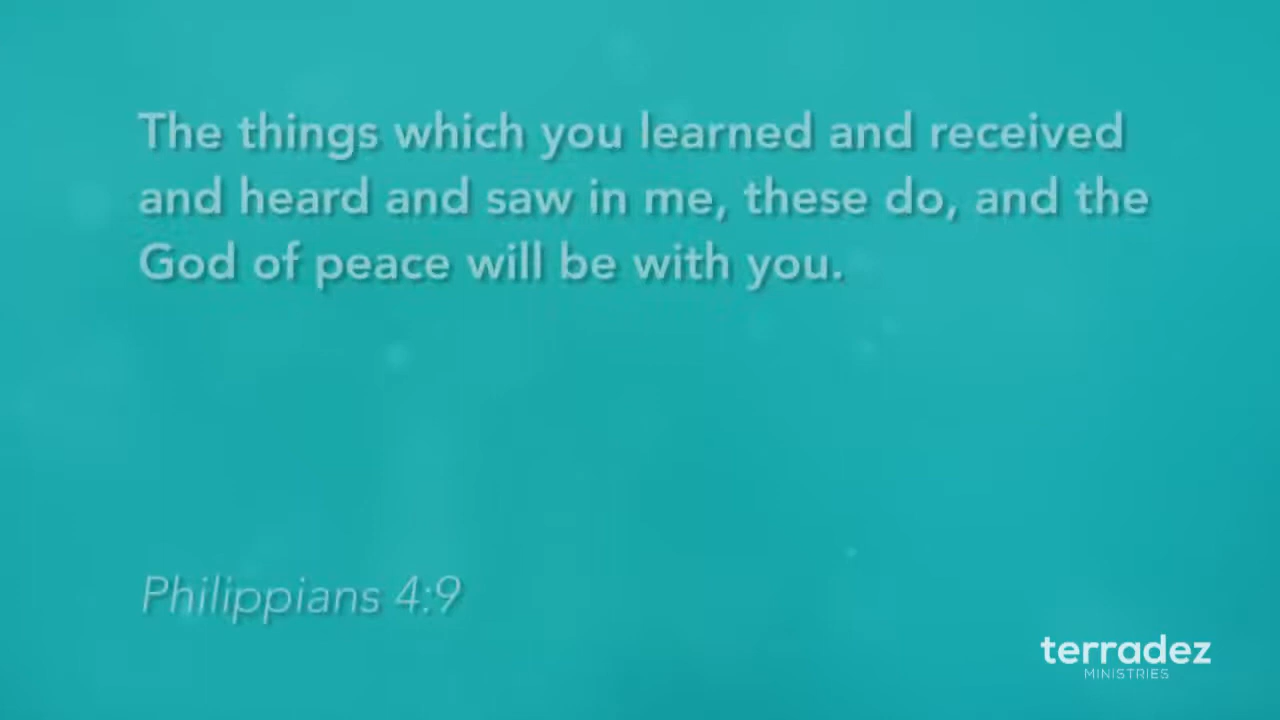 The things which you learned and received
and heard and saw in me, these do, and the
God of peace will be with you.
Philippians 4:9
terradez
MINISTRIES